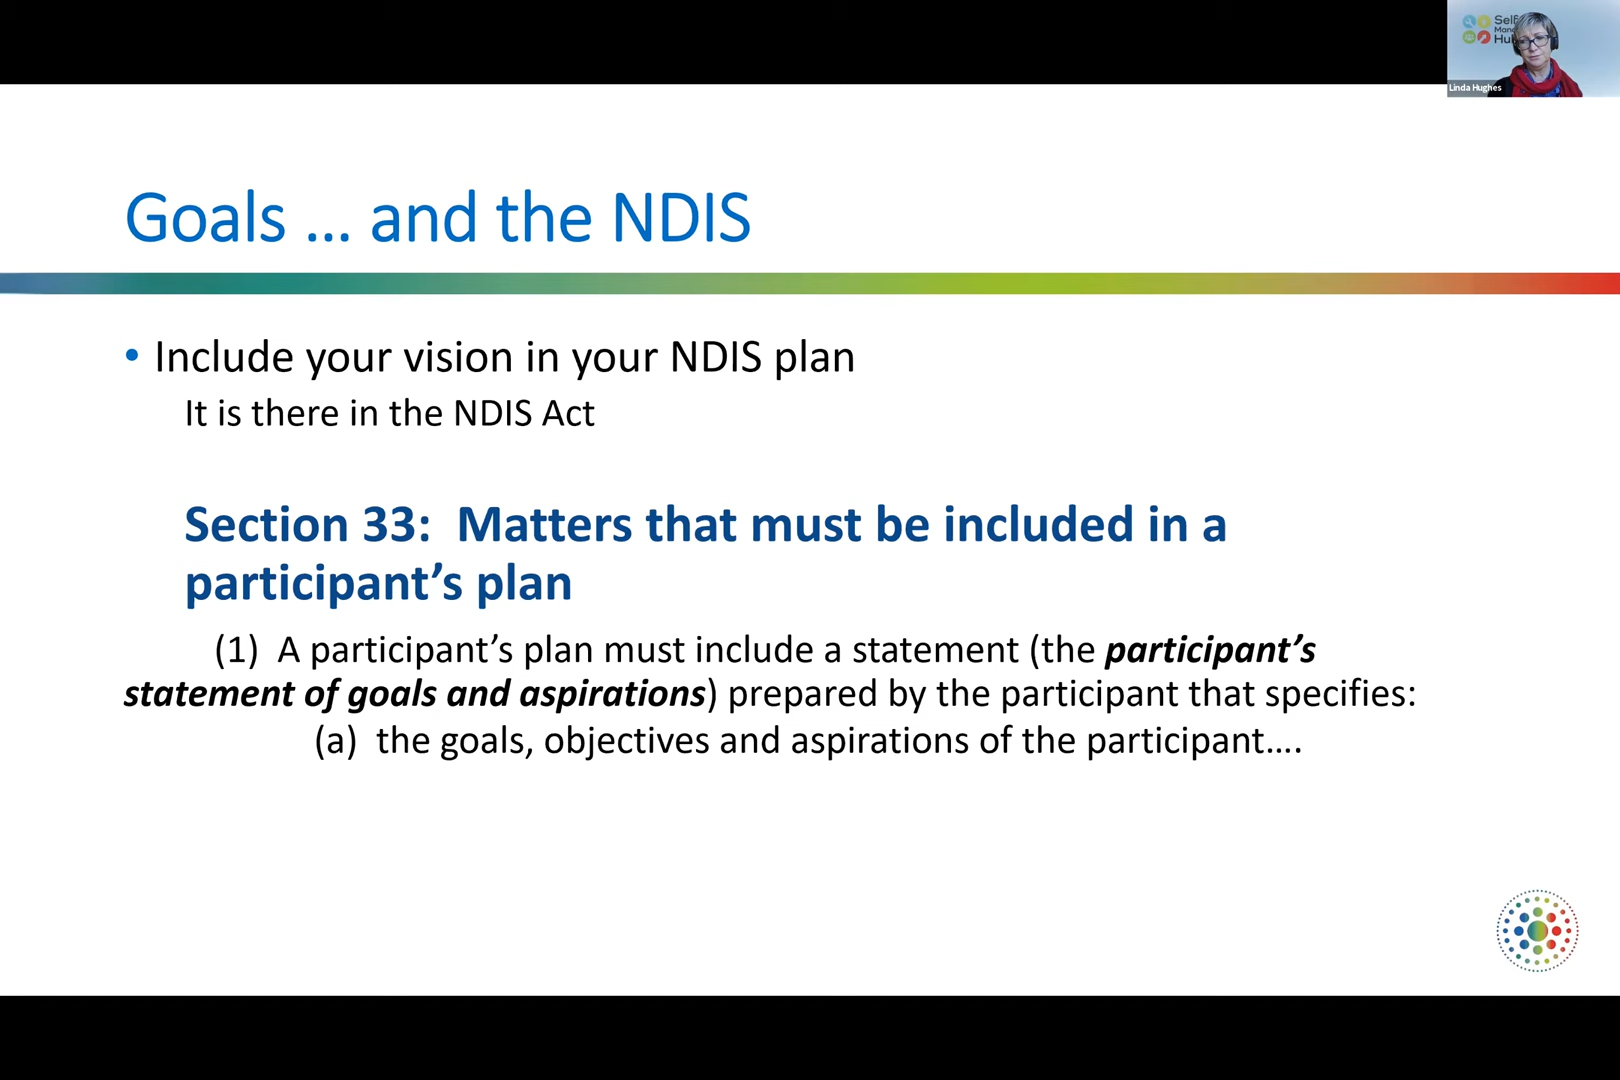 Self
Linda Hughes
Goals ... and the NDIS
• Include your vision in your NDIS plan
It is there in the NDIS Act
Section 33:  Matters that must be included in a
participant’s plan
(1)  A participant’s plan must include a statement (the participant’s
statement of goals and aspirations) prepared by the participant that specifies:
(a)  the goals, objectives and aspirations of the participant....